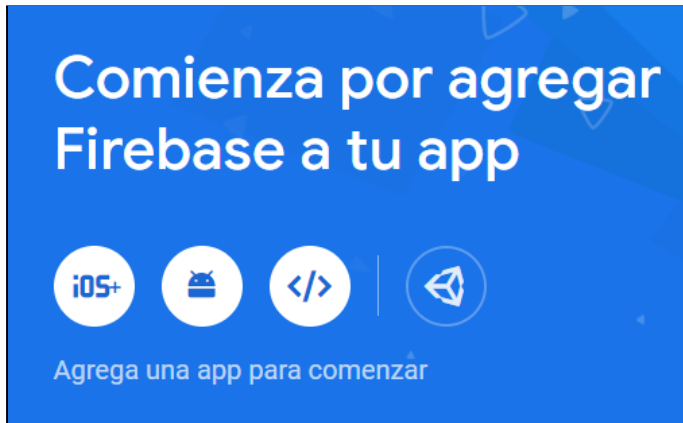 Comienza por agregar
Firebase a tu app
iOS+
</>
Agrega una app para comenzar